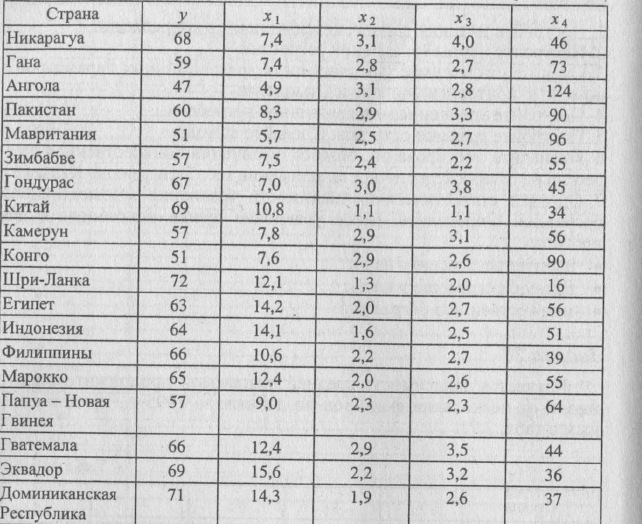 Страна y x₁ x₂ x₃ x₄
Никарагуа 68 7,4 3,1 4,0 46
Гана 59 7,4 2,8 2,7 73
Ангола 47 4,9 3,1 2,8 124
Пакистан 60 8,3 2,9 3,3 90
Мавритания 51 5,7 2,5 2,7 96
Зимбабве 57 7,5 2,4 2,2 55
Гондурас 67 7,0 3,0 3,8 45
Китай 69 10,8 1,1 1,1 34
Камерун 57 7,8 2,9 3,1 56
Конго 51 7,6 2,9 2,6 90
Шри-Ланка 72 12,1 1,3 2,0 16
Египет 63 14,2 2,0 2,7 56
Индонезия 64 14,1 1,6 2,5 51
Филиппины 66 10,6 2,2 2,7 39
Марокко 65 12,4 2,0 2,6 55
Папуа – Новая 57 9,0 2,3 2,3 64
Гвинея
Гватемала 66 12,4 2,9 3,5 44
Эквадор 69 15,6 2,2 3,2 36
Доминиканская 71 14,3 1,9 2,6 37
Республика